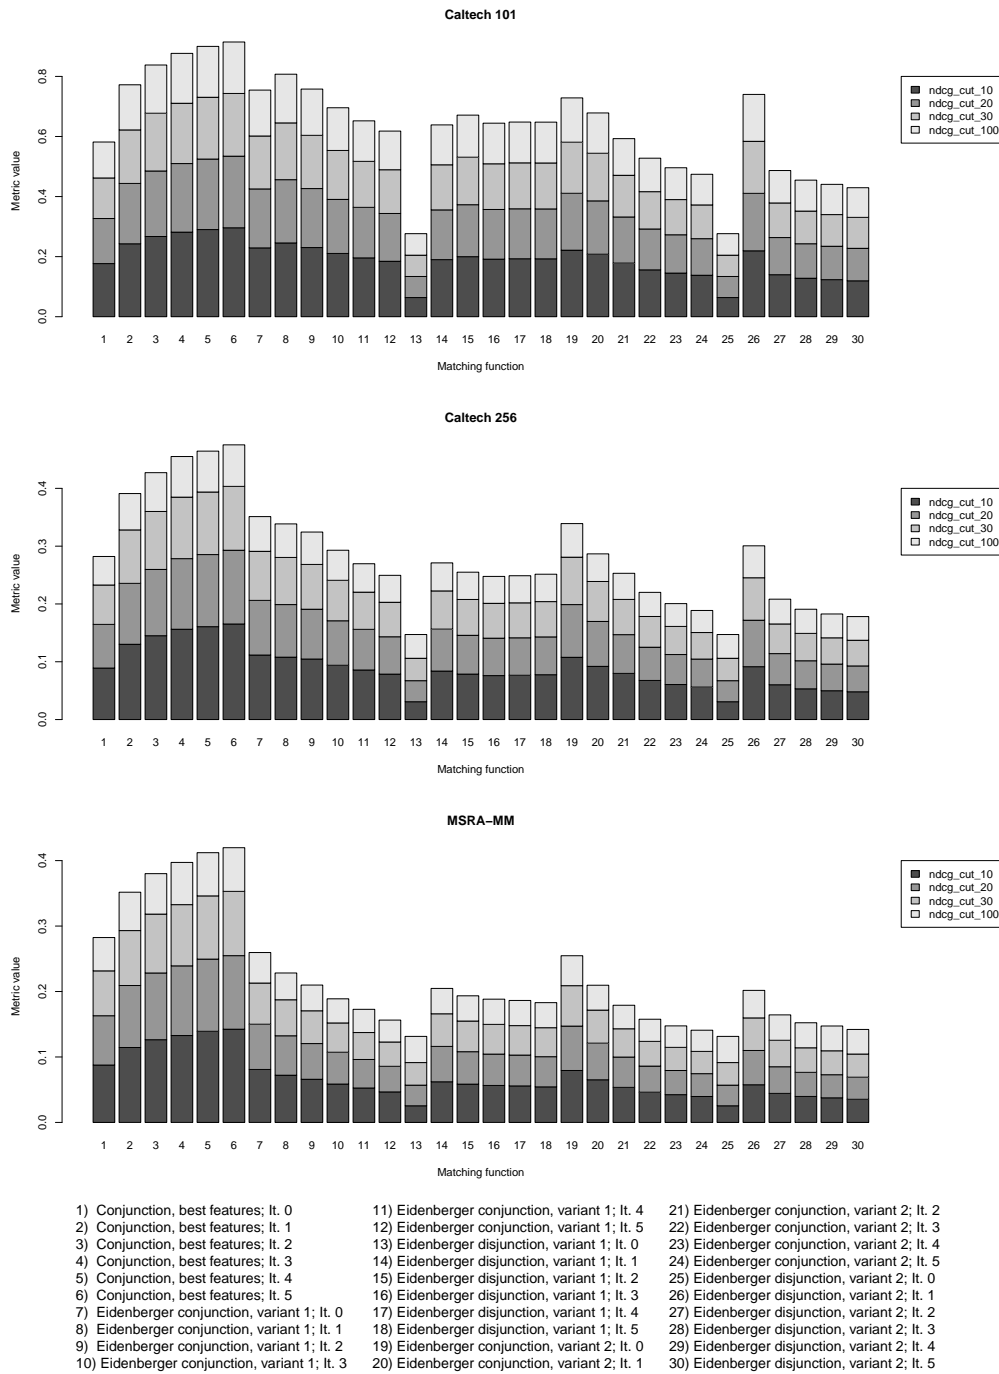 Caltech 101
Metric value
0.0 0.2 0.4 0.6 0.8
ndcg_cut_10
ndcg_cut_20
ndcg_cut_30
ndcg_cut_100
1 2 3 4 5 6 7 8 9 10 11 12 13 14 15 16 17 18 19 20 21 22 23 24 25 26 27 28 29 30
Matching function
Caltech 256
Metric value
0.0 0.1 0.2 0.3 0.4
ndcg_cut_10
ndcg_cut_20
ndcg_cut_30
ndcg_cut_100
1 2 3 4 5 6 7 8 9 10 11 12 13 14 15 16 17 18 19 20 21 22 23 24 25 26 27 28 29 30
Matching function
MSRA−MM
Metric value
0.0 0.1 0.2 0.3 0.4
ndcg_cut_10
ndcg_cut_20
ndcg_cut_30
ndcg_cut_100
1 2 3 4 5 6 7 8 9 10 11 12 13 14 15 16 17 18 19 20 21 22 23 24 25 26 27 28 29 30
Matching function
1) Conjunction, best features; It. 0
2) Conjunction, best features; It. 1
3) Conjunction, best features; It. 2
4) Conjunction, best features; It. 3
5) Conjunction, best features; It. 4
6) Conjunction, best features; It. 5
7) Eidenberger conjunction, variant 1; It. 0
8) Eidenberger conjunction, variant 1; It. 1
9) Eidenberger conjunction, variant 1; It. 2
10) Eidenberger conjunction, variant 1; It. 3
11) Eidenberger conjunction, variant 1; It. 4
12) Eidenberger conjunction, variant 1; It. 5
13) Eidenberger disjunction, variant 1; It. 0
14) Eidenberger disjunction, variant 1; It. 1
15) Eidenberger disjunction, variant 1; It. 2
16) Eidenberger disjunction, variant 1; It. 3
17) Eidenberger disjunction, variant 1; It. 4
18) Eidenberger disjunction, variant 1; It. 5
19) Eidenberger conjunction, variant 2; It. 0
20) Eidenberger conjunction, variant 2; It. 1
21) Eidenberger conjunction, variant 2; It. 2
22) Eidenberger conjunction, variant 2; It. 3
23) Eidenberger conjunction, variant 2; It. 4
24) Eidenberger conjunction, variant 2; It. 5
25) Eidenberger disjunction, variant 2; It. 0
26) Eidenberger disjunction, variant 2; It. 1
27) Eidenberger disjunction, variant 2; It. 2
28) Eidenberger disjunction, variant 2; It. 3
29) Eidenberger disjunction, variant 2; It. 4
30) Eidenberger disjunction, variant 2; It. 5